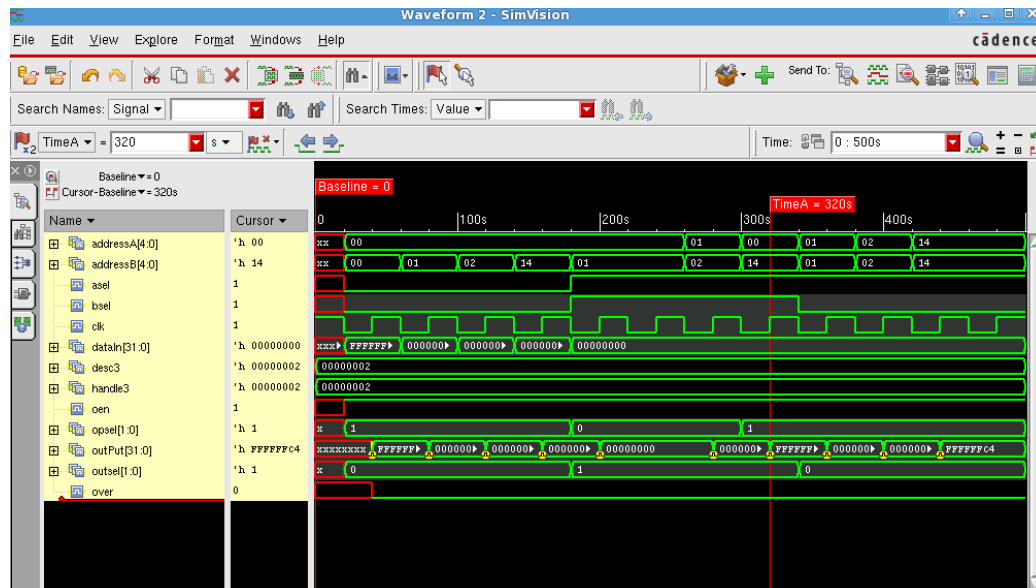 Waveform 2 - SimVision
File Edit View Explore Format Windows Help cādence
Send To:
Search Names: Signal Search Times: Value
x2 TimeA = 320 s Time: 0 : 500s
Baseline = 0
Cursor-Baseline = 320s
Baseline = 0
TimeA = 320s
Name Cursor 0 100s 200s 300s 400s
addressA[4:0] 'h 00 xx 00 01 00 01 02 14
addressB[4:0] 'h 14 xx 00 01 02 14 01 02 14 01 02 14
asel 1
bsel 1
clk 1
dataIn[31:0] 'h 00000000 xxx FFFFFF 000000 000000 000000 00000000
desc3 'h 00000002 00000002
handle3 'h 00000002 00000002
oen 1
opsel[1:0] 'h 1 x 1 0 1
outPut[31:0] 'h FFFFFFC4 xxxxxxxx FFFFFF 000000 000000 000000 00000000 000000 FFFFFF 000000 000000 FFFFFFC4
outsel[1:0] 'h 1 x 0 1 0
over 0